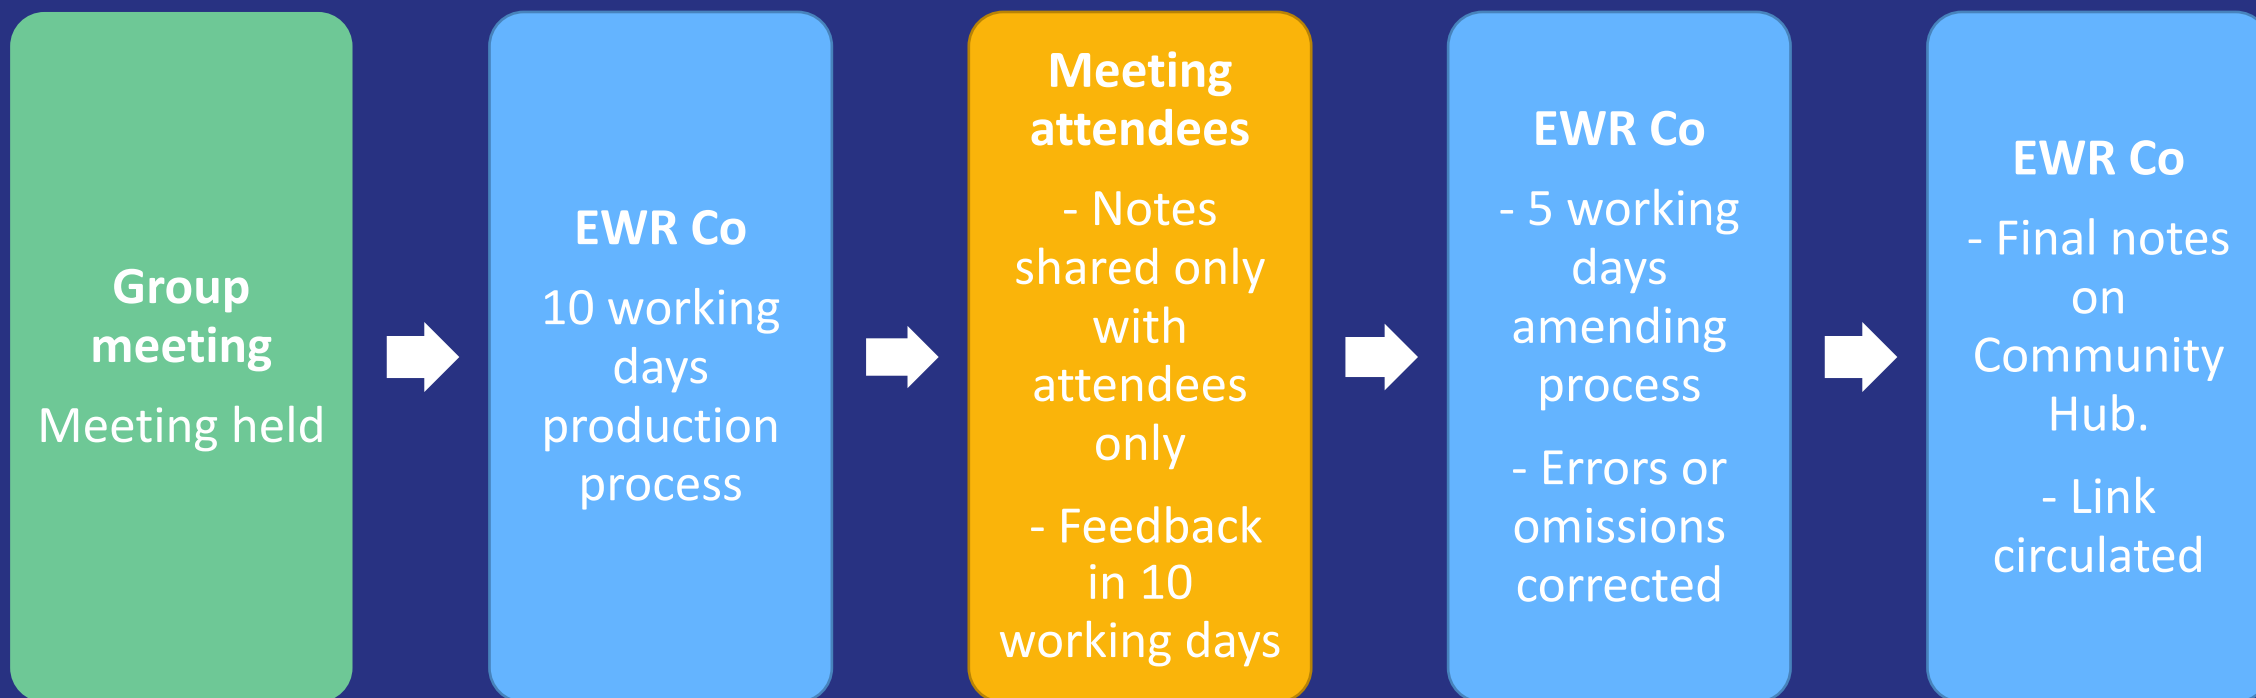 Group
meeting
Meeting held
EWR Co
10 working
days
production
process
Meeting
attendees
- Notes
shared only
with
attendees
only
- Feedback
in 10
working days
EWR Co
- 5 working
days
amending
process
- Errors or
omissions
corrected
EWR Co
- Final notes
on
Community
Hub.
- Link
circulated